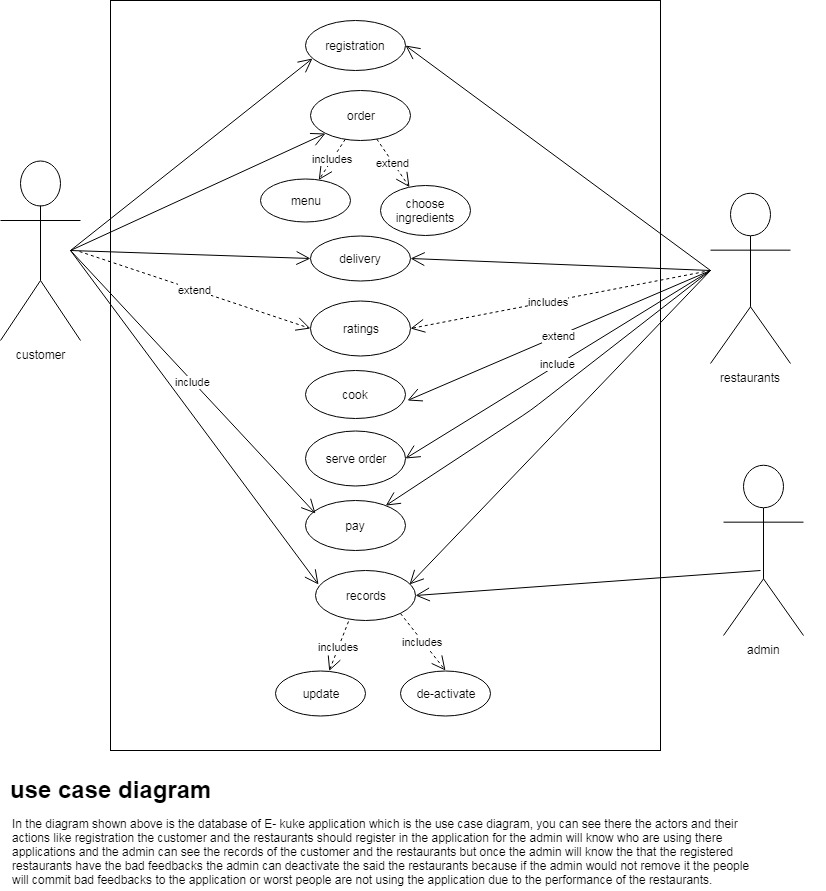 registration
order
includes
extend
menu
choose
ingredients
delivery
extend
includes
ratings
extend
cook
include
include
serve order
pay
records
includes
includes
update
de-activate
customer
restaurants
admin
use case diagram
In the diagram shown above is the database of E- kuke application which is the use case diagram, you can see there the actors and their
actions like registration the customer and the restaurants should register in the application for the admin will know who are using there
applications and the admin can see the records of the customer and the restaurants but once the admin will know the that the registered
restaurants have the bad feedbacks the admin can deactivate the said the restaurants because if the admin would not remove it the people
will commit bad feedbacks to the application or worst people are not using the application due to the performance of the restaurants.